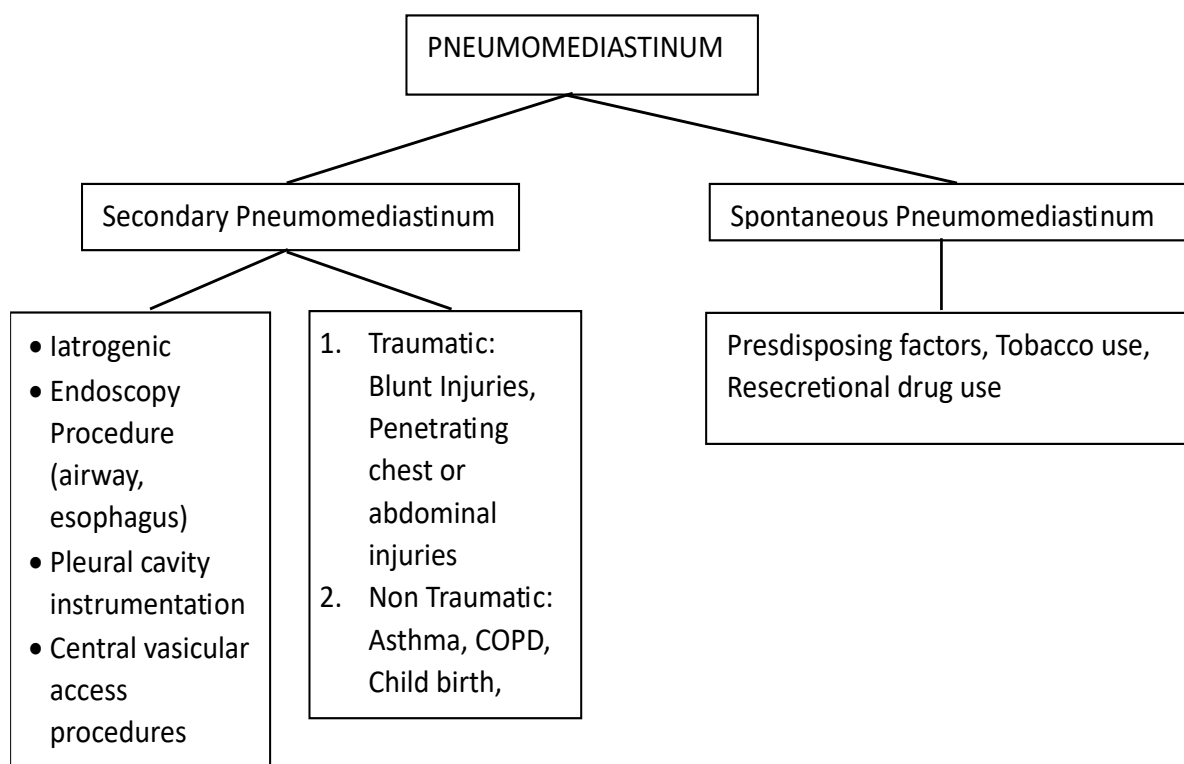 PNEUMOMEDIASTINUM
Secondary Pneumomediastinum
Spontaneous Pneumomediastinum
• Iatrogenic
• Endoscopy
Procedure
(airway,
esophagus)
• Pleural cavity
instrumentation
• Central vasicular
access
procedures
1. Traumatic:
Blunt Injuries,
Penetrating
chest or
abdominal
injuries
2. Non Traumatic:
Asthma, COPD,
Child birth,
Presdisposing factors, Tobacco use,
Resecretional drug use